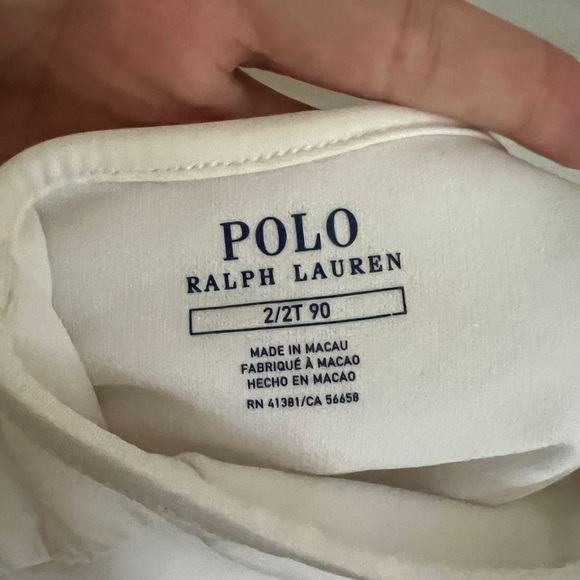 POLO
RALPH LAUREN
2/2T 90
MADE IN MACAU
FABRIQUÉ À MACAO
HECHO EN MACAO
RN 41381/CA 56658